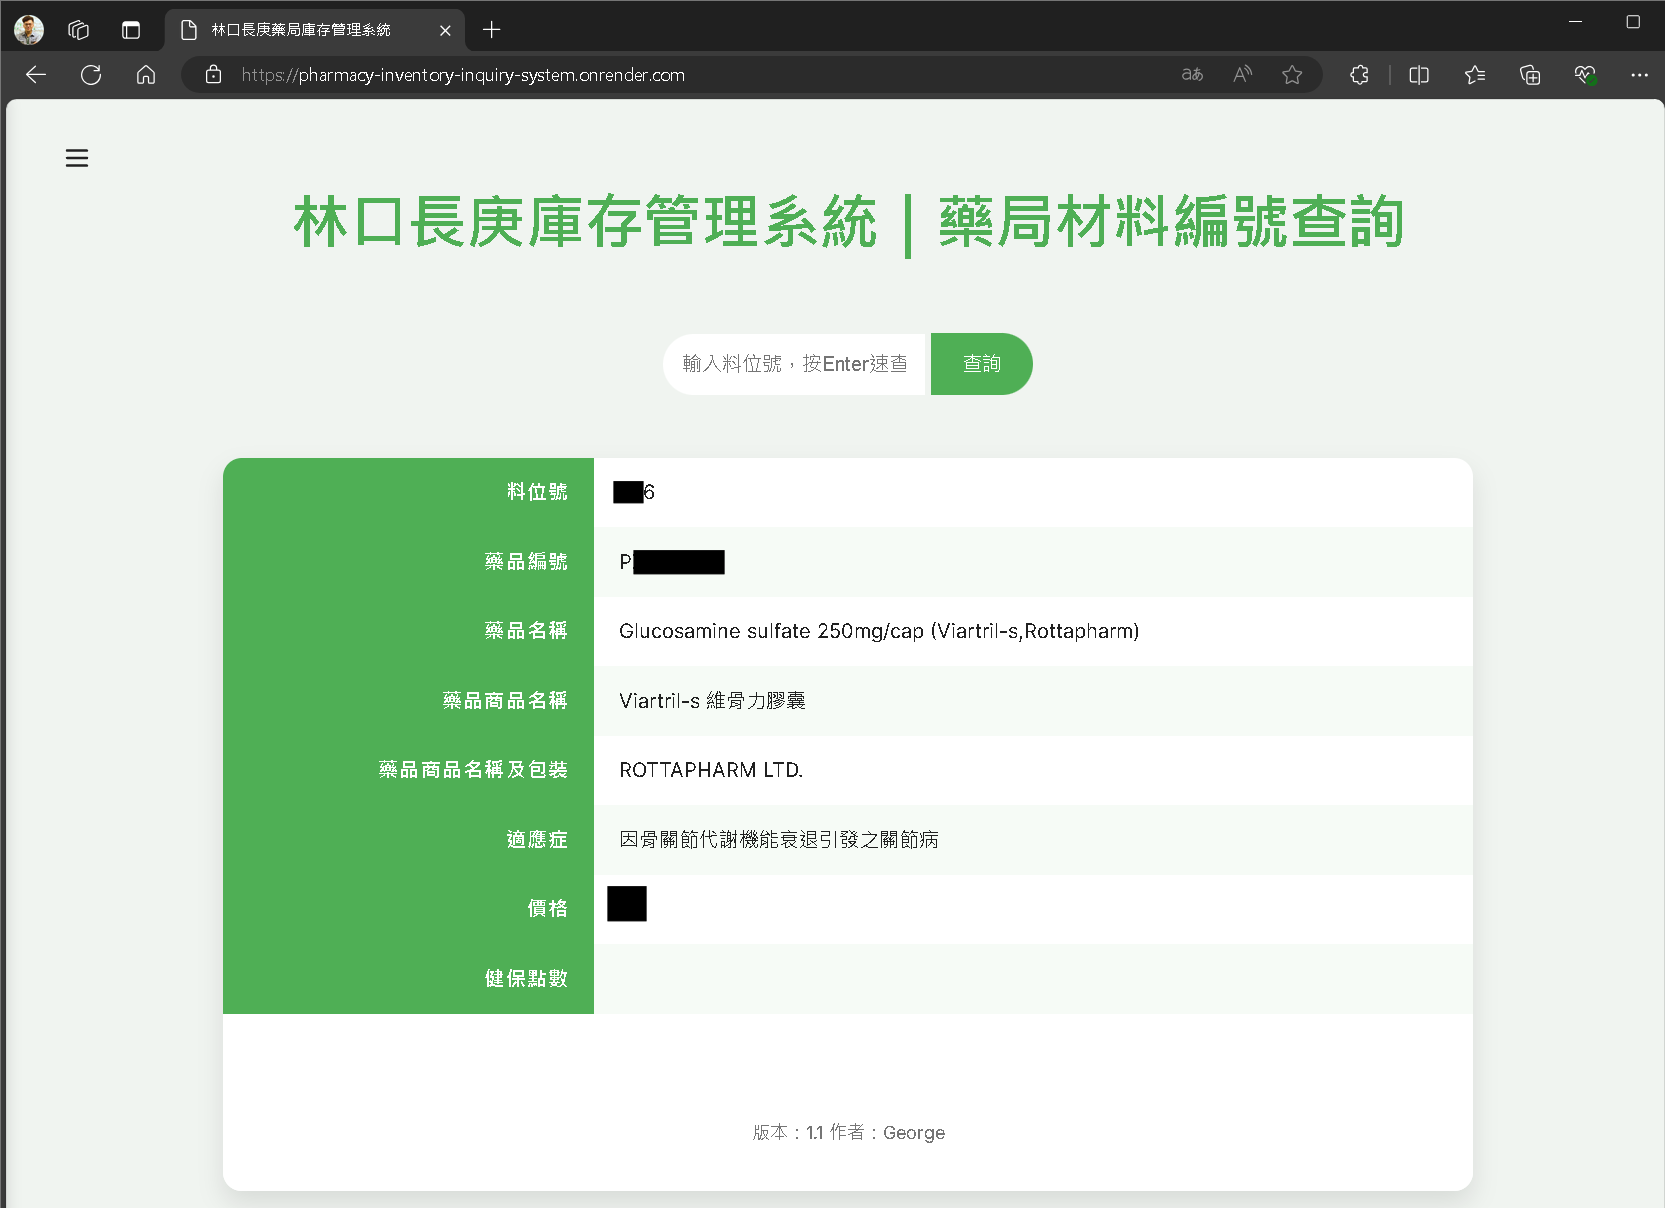 林口長庚藥局庫存管理系統
https://pharmacy-inventory-inquiry-system.onrender.com
林口長庚庫存管理系統 | 藥局材料編號查詢
輸入料位號，按Enter速查 查詢
料位號 6
藥品編號 P
藥品名稱 Glucosamine sulfate 250mg/cap (Viartril-s,Rottapharm)
藥品商品名稱 Viartril-s 維骨力膠囊
藥品商品名稱及包裝 ROTTAPHARM LTD.
適應症 因骨關節代謝機能衰退引發之關節病
價格
健保點數
版本：1.1 作者：George